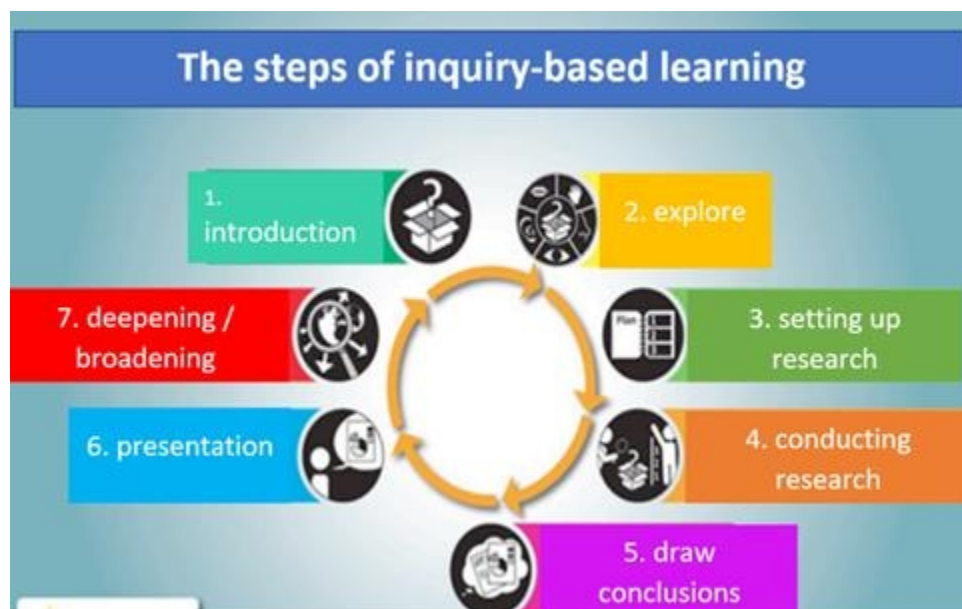 The steps of inquiry-based learning
1.
introduction
2. explore
3. setting up
research
4. conducting
research
5. draw
conclusions
6. presentation
7. deepening /
broadening
Plan